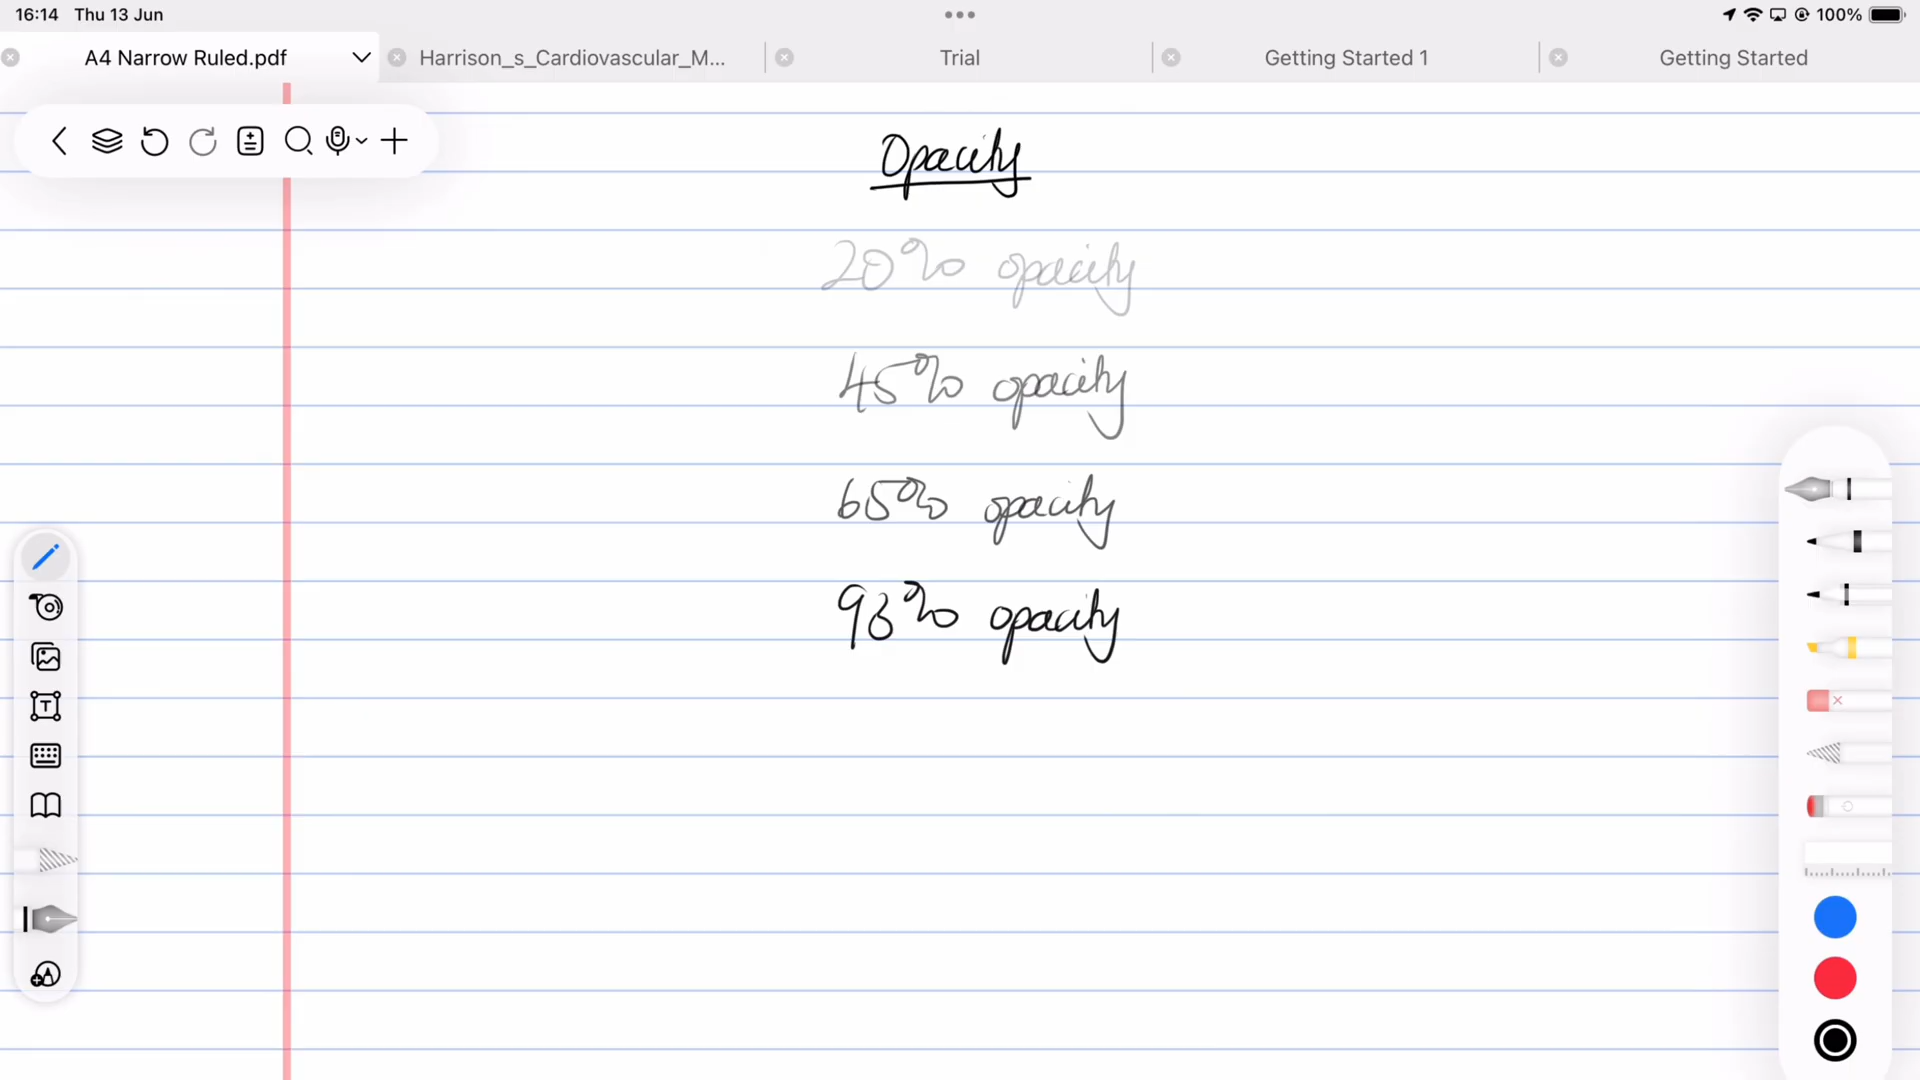 16:14 Thu 13 Jun 100%
A4 Narrow Ruled.pdf Harrison_s_Cardiovascular_M... Trial Getting Started 1 Getting Started
Opacity
20% opacity
45% opacity
65% opacity
98% opacity